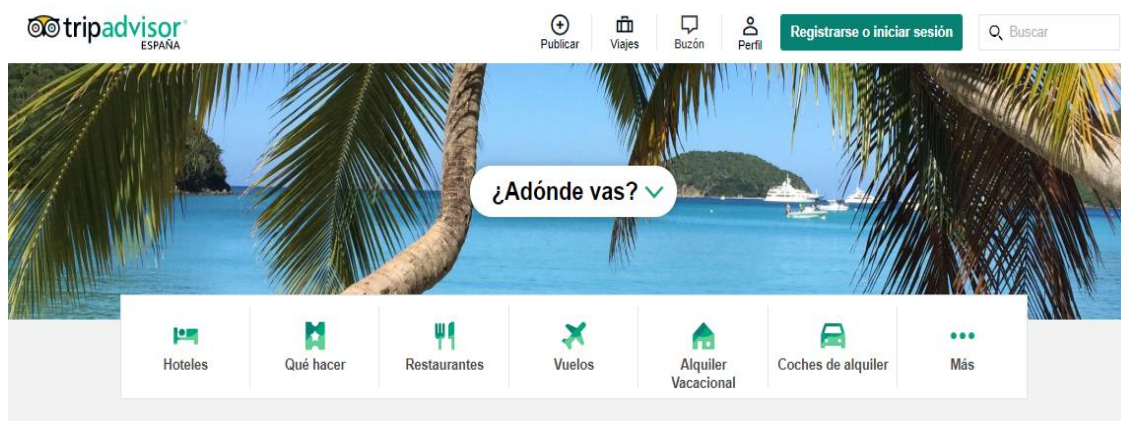 tripadvisor
ESPAÑA
Publicar
Viajes
Buzón
Perfil
Registrarse o iniciar sesión
Buscar
¿Adónde vas?
Hoteles
Qué hacer
Restaurantes
Vuelos
Alquiler
Vacacional
Coches de alquiler
Más